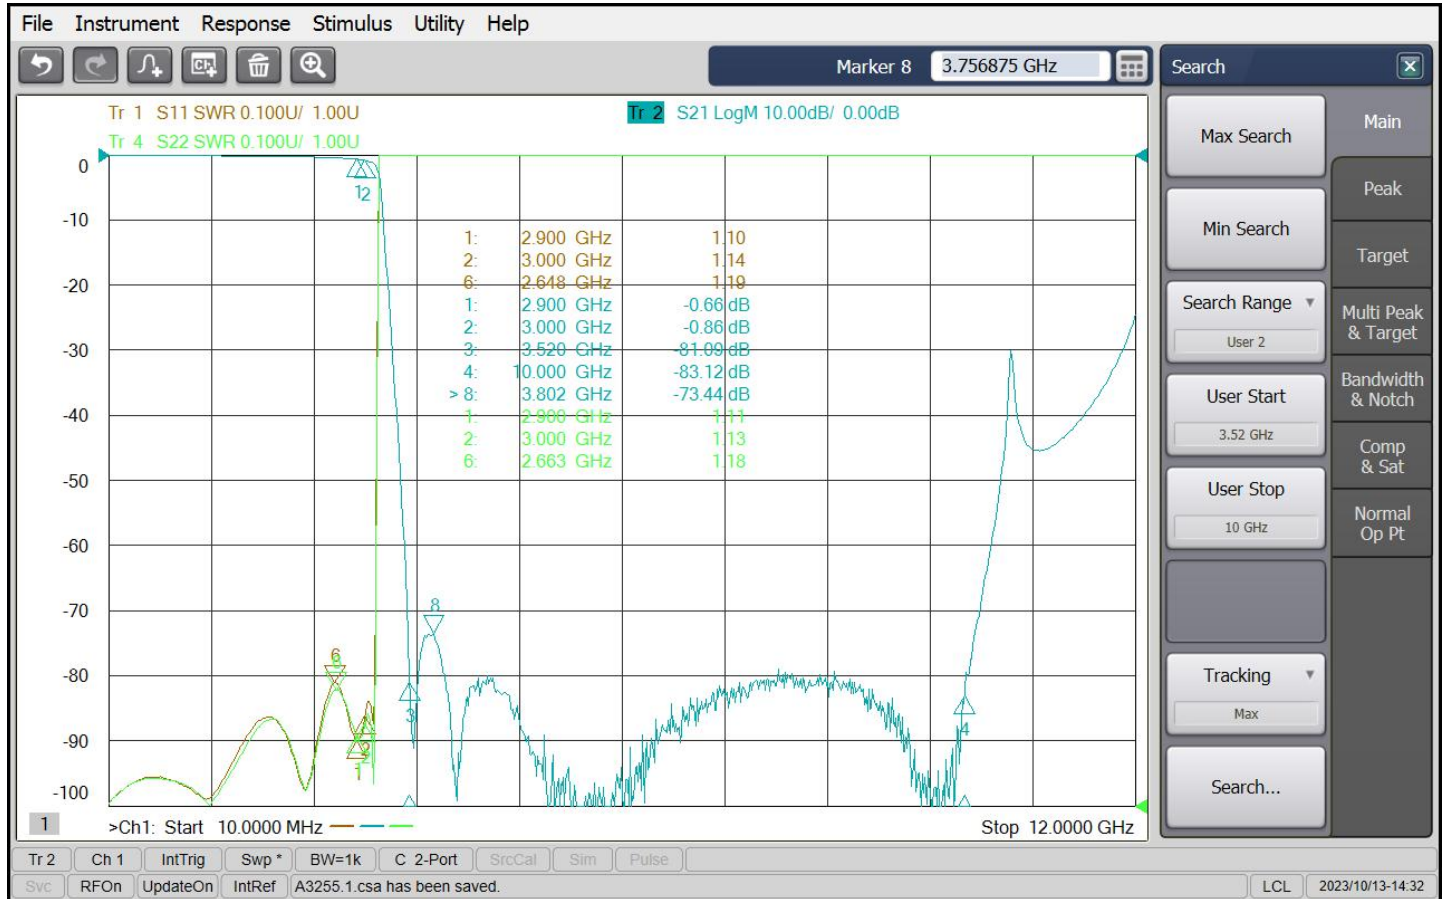 File Instrument Response Stimulus Utility Help
Marker 8 3.756875 GHz
Search
Tr 1 S11 SWR 0.100U/ 1.00U
Tr 2 S21 LogM 10.00dB/ 0.00dB
Tr 4 S22 SWR 0.100U/ 1.00U
0
-10
-20
-30
-40
-50
-60
-70
-80
-90
-100
1 2
1: 2.900 GHz 1.10
2: 3.000 GHz 1.14
6: 2.648 GHz 1.19
1: 2.900 GHz -0.66 dB
2: 3.000 GHz -0.86 dB
3: 3.520 GHz -81.09 dB
4: 10.000 GHz -83.12 dB
> 8: 3.802 GHz -73.44 dB
1: 2.900 GHz 1.11
2: 3.000 GHz 1.13
6: 2.663 GHz 1.18
8
6
3
4
2
1
1 >Ch1: Start 10.0000 MHz Stop 12.0000 GHz
Max Search
Min Search
Search Range
User 2
User Start
3.52 GHz
User Stop
10 GHz
Tracking
Max
Search...
Main
Peak
Target
Multi Peak
& Target
Bandwidth
& Notch
Comp
& Sat
Normal
Op Pt
Tr 2 Ch 1 IntTrig Swp * BW=1k C 2-Port SrcCal Sim Pulse
Svc RFOn UpdateOn IntRef A3255.1.csa has been saved. LCL 2023/10/13-14:32